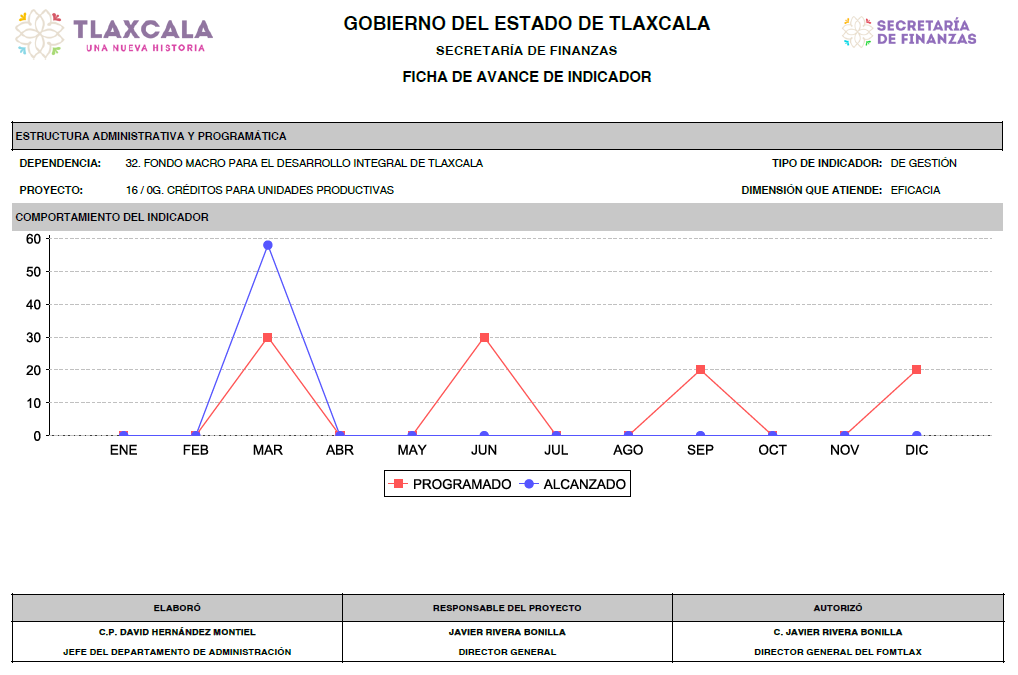 TLAXCALA
UNA NUEVA HISTORIA
GOBIERNO DEL ESTADO DE TLAXCALA
SECRETARÍA DE FINANZAS
FICHA DE AVANCE DE INDICADOR
SECRETARÍA
DE FINANZAS
ESTRUCTURA ADMINISTRATIVA Y PROGRAMÁTICA
DEPENDENCIA: 32. FONDO MACRO PARA EL DESARROLLO INTEGRAL DE TLAXCALA TIPO DE INDICADOR: DE GESTIÓN
PROYECTO: 16 / 0G. CRÉDITOS PARA UNIDADES PRODUCTIVAS DIMENSIÓN QUE ATIENDE: EFICACIA
COMPORTAMIENTO DEL INDICADOR
60
50
40
30
20
10
0
ENE FEB MAR ABR MAY JUN JUL AGO SEP OCT NOV DIC
PROGRAMADO ALCANZADO
ELABORÓ RESPONSABLE DEL PROYECTO AUTORIZÓ
C.P. DAVID HERNÁNDEZ MONTIEL JAVIER RIVERA BONILLA C. JAVIER RIVERA BONILLA
JEFE DEL DEPARTAMENTO DE ADMINISTRACIÓN DIRECTOR GENERAL DIRECTOR GENERAL DEL FOMTLAX